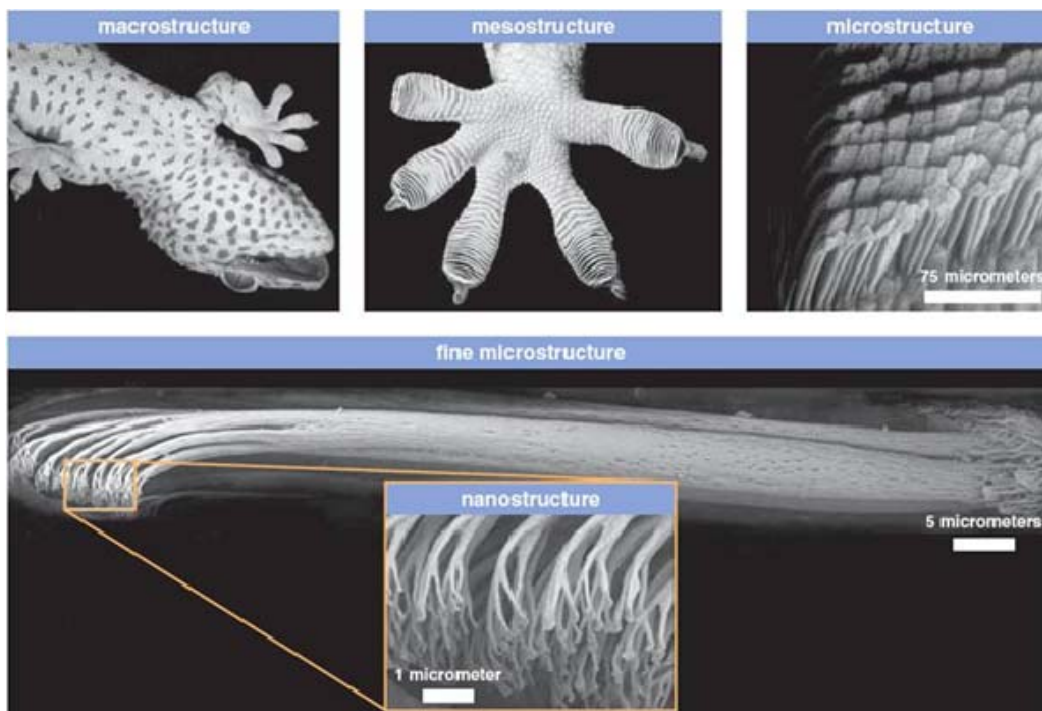 macrostructure
mesostructure
microstructure
75 micrometers
fine microstructure
5 micrometers
nanostructure
1 micrometer